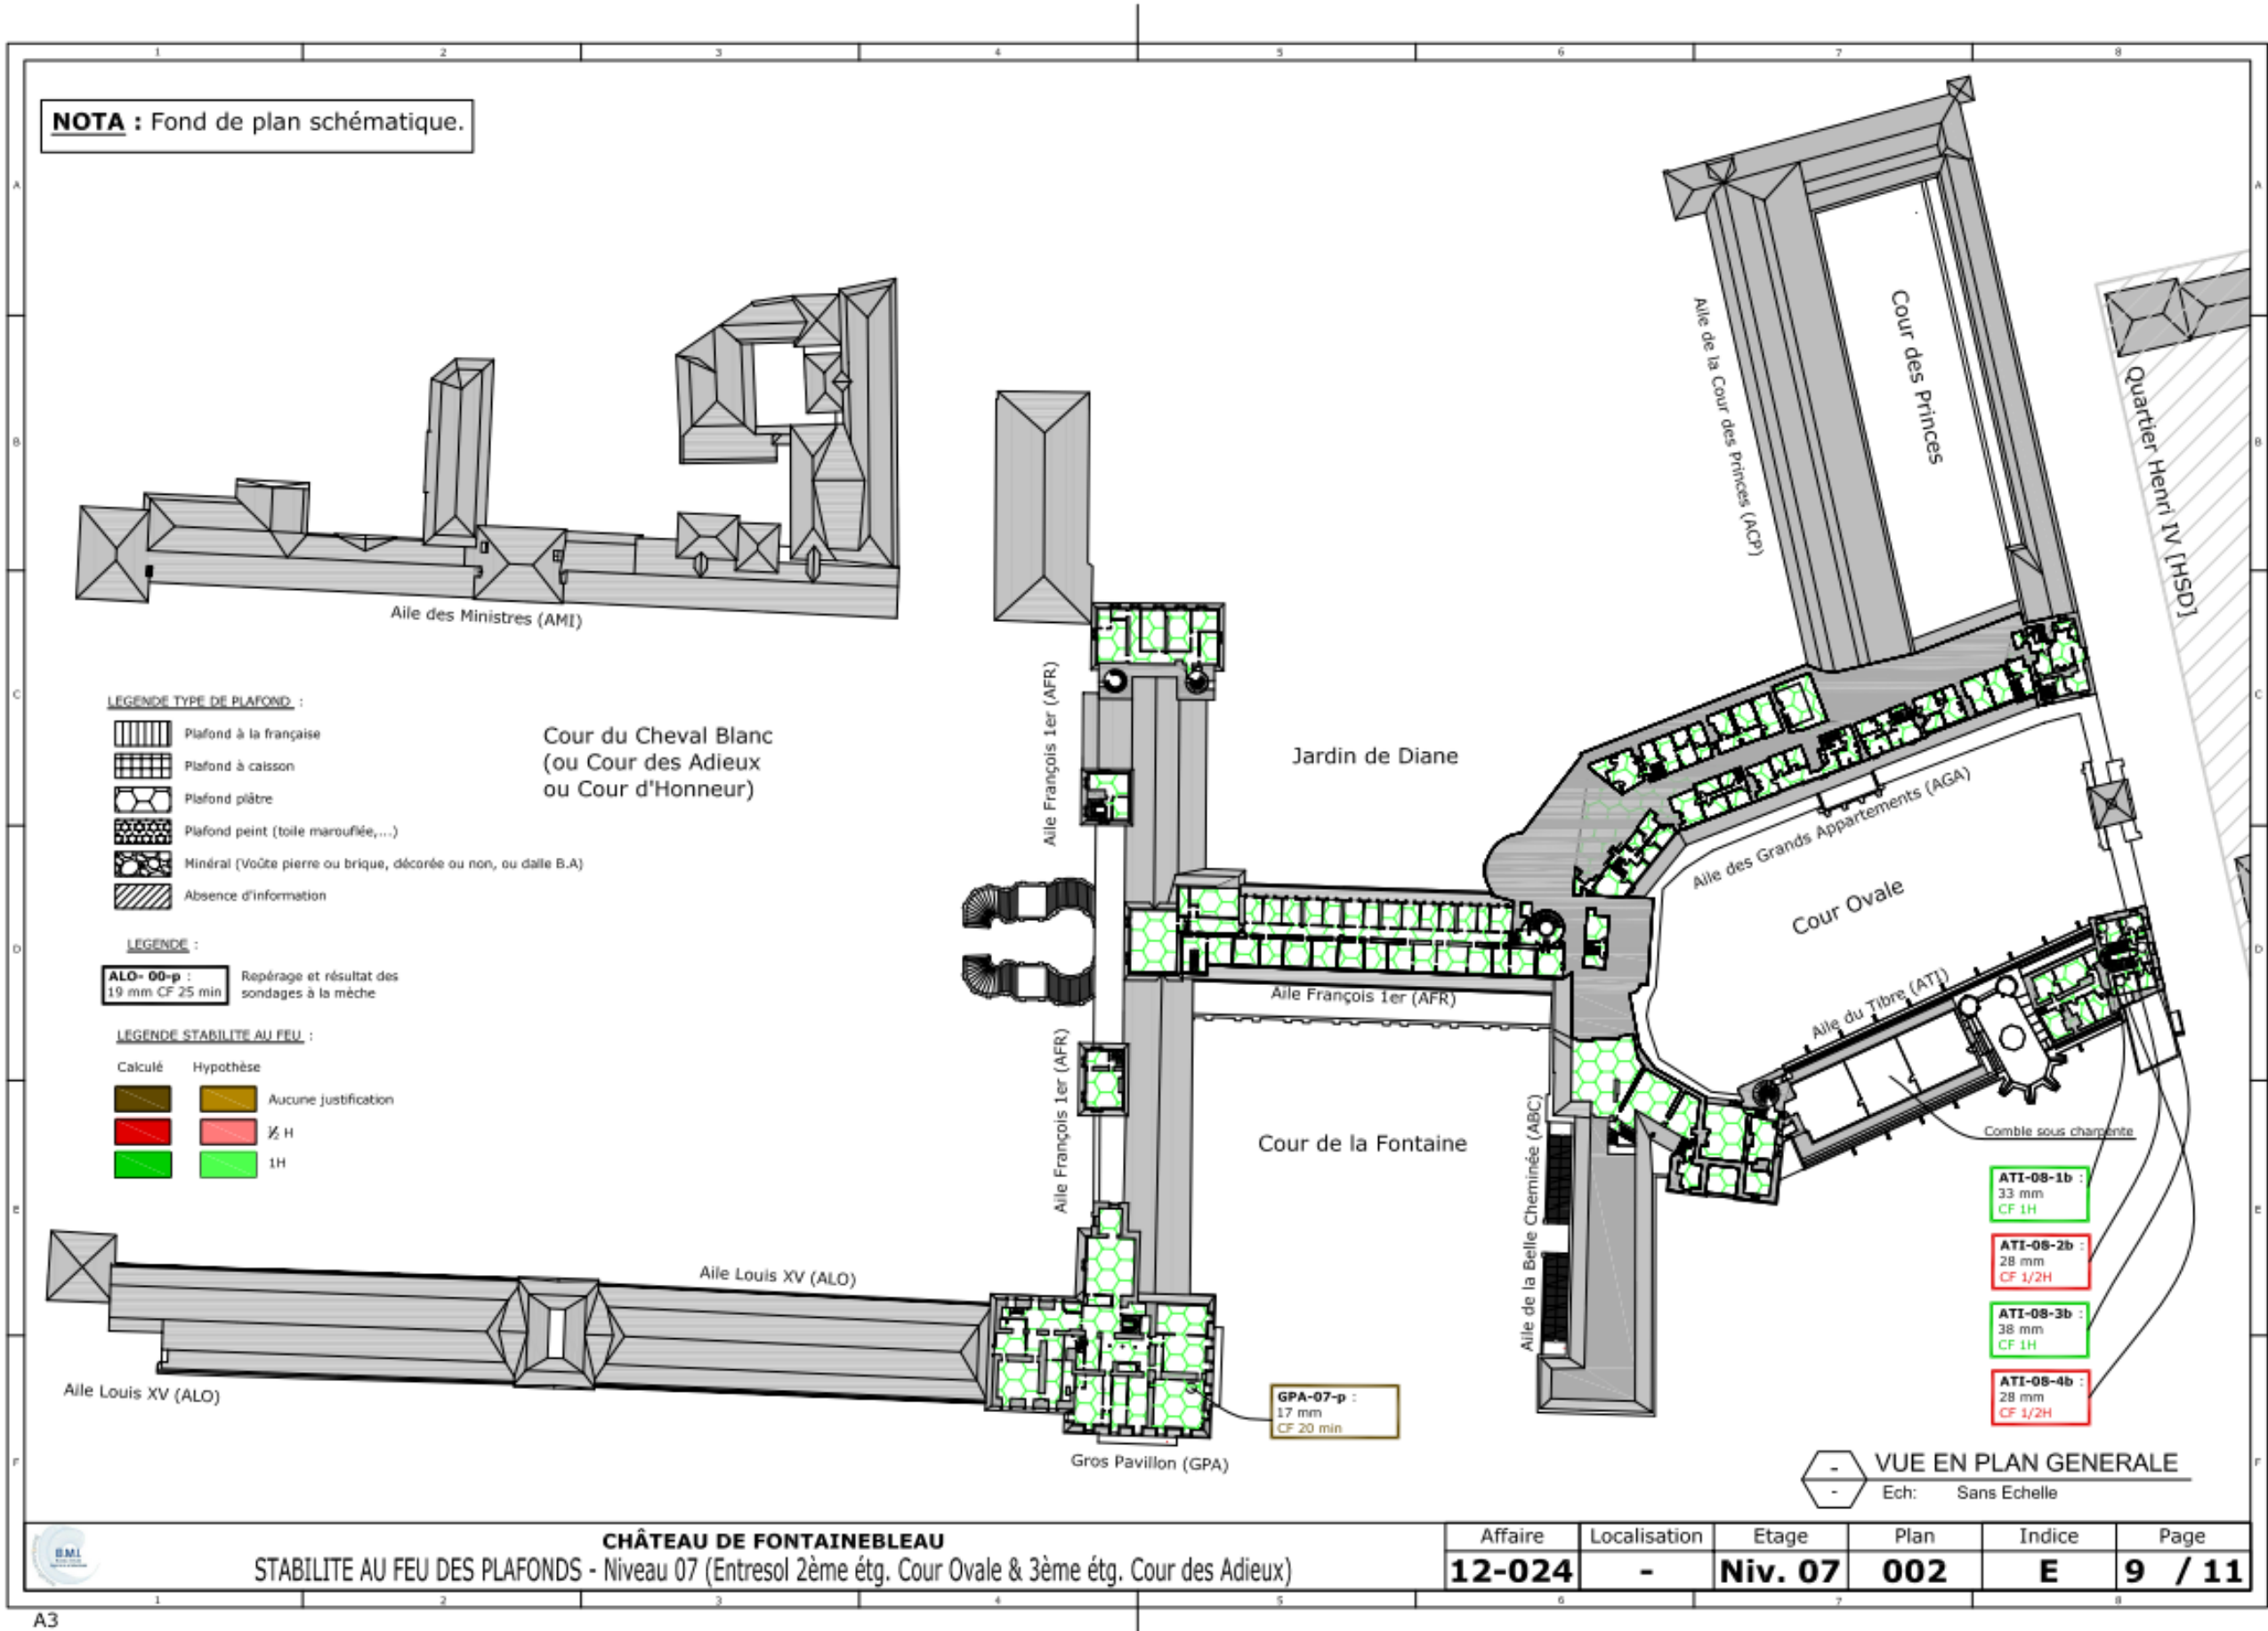 NOTA : Fond de plan schématique.
Aile des Ministres (AMI)
Aile de la Cour des Princes (ACP)
Cour des Princes
Quartier Henri IV [HSD]
LEGENDE TYPE DE PLAFOND :
Plafond à la française
Plafond à caisson
Plafond plâtre
Plafond peint (toile marouflée,...)
Minéral (Voûte pierre ou brique, décorée ou non, ou dalle B.A)
Absence d'information
LEGENDE :
ALO- 00-p :
19 mm CF 25 min
Repérage et résultat des
sondages à la mèche
LEGENDE STABILITE AU FEU :
Calculé Hypothèse
Aucune justification
½ H
1H
Cour du Cheval Blanc
(ou Cour des Adieux
ou Cour d'Honneur)
Aile François 1er (AFR)
Jardin de Diane
Aile des Grands Appartements (AGA)
Cour Ovale
Aile François 1er (AFR)
Aile du Tibre (ATI)
Aile François 1er (AFR)
Cour de la Fontaine
Aile de la Belle Cheminée (ABC)
Comble sous charpente
ATI-08-1b :
33 mm
CF 1H
ATI-08-2b :
28 mm
CF 1/2H
ATI-08-3b :
38 mm
CF 1H
ATI-08-4b :
28 mm
CF 1/2H
Aile Louis XV (ALO)
Aile Louis XV (ALO)
GPA-07-p :
17 mm
CF 20 min
Gros Pavillon (GPA)
VUE EN PLAN GENERALE
Ech: Sans Echelle
B.M.I.
CHÂTEAU DE FONTAINEBLEAU
STABILITE AU FEU DES PLAFONDS - Niveau 07 (Entresol 2ème étg. Cour Ovale & 3ème étg. Cour des Adieux)
Affaire Localisation Etage Plan Indice Page
12-024 - Niv. 07 002 E 9 / 11
A3